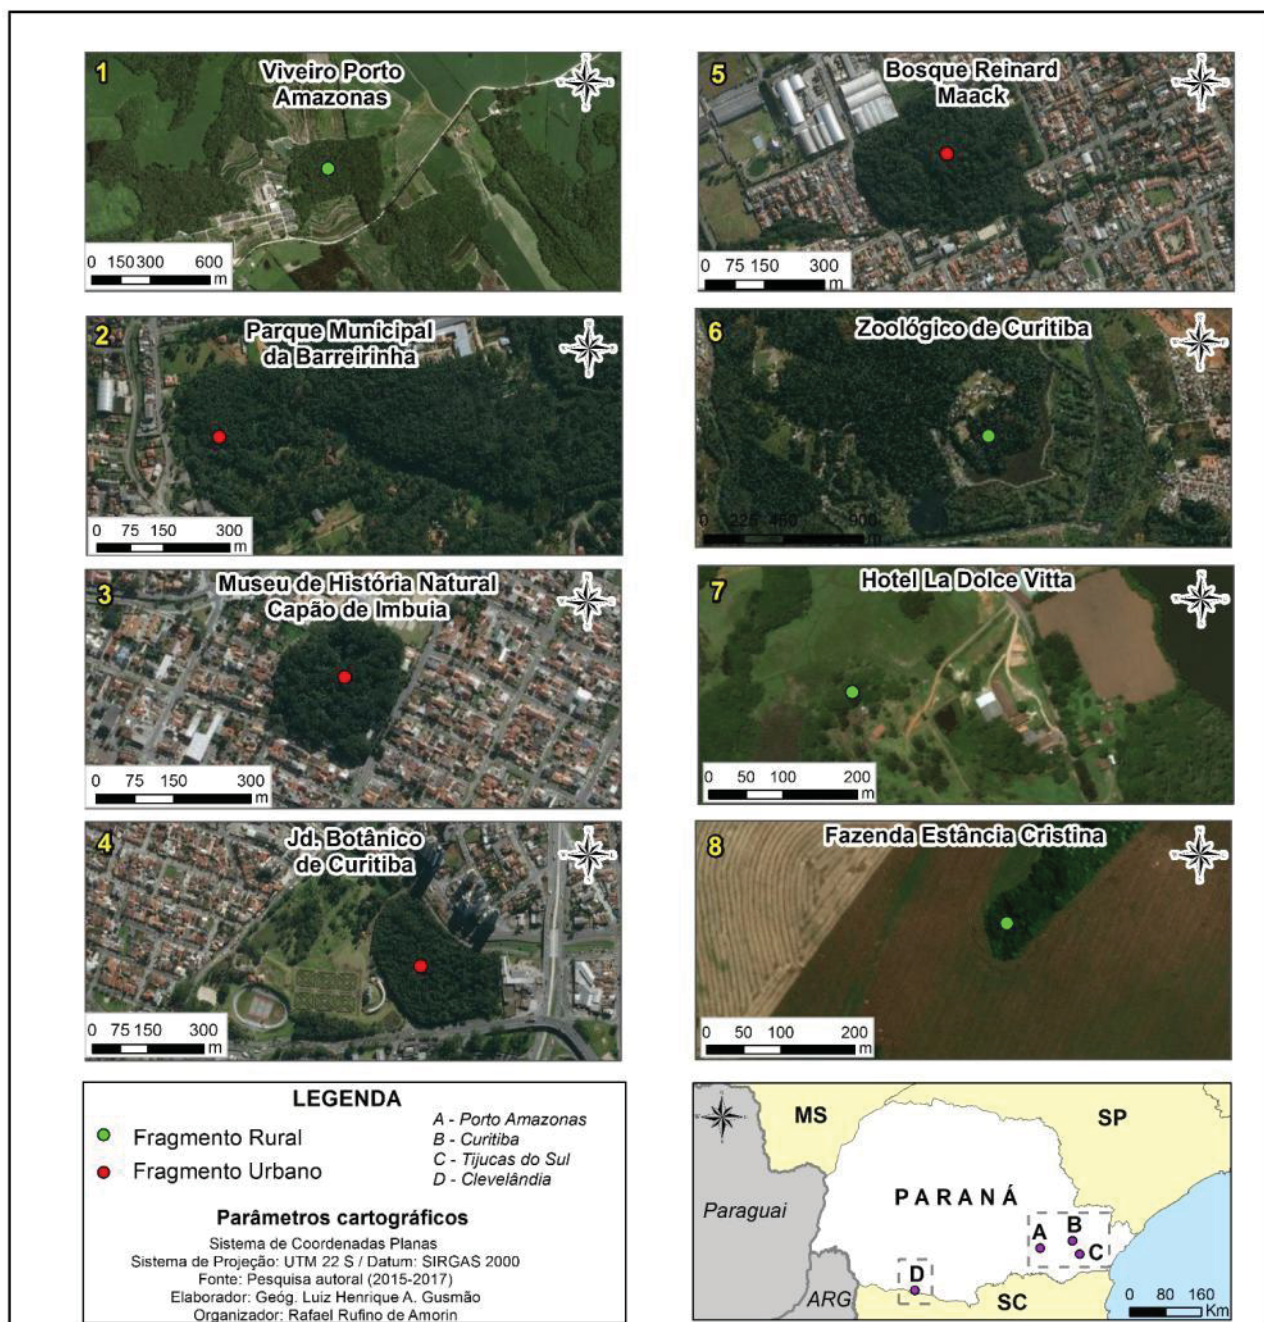 1
Viveiro Porto
Amazonas
0 150 300 600
m
2
Parque Municipal
da Barreirinha
0 75 150 300
m
3
Museu de História Natural
Capão de Imbuia
0 75 150 300
m
4
Jd. Botânico
de Curitiba
0 75 150 300
m
5
Bosque Reinard
Maack
0 75 150 300
m
6
Zoológico de Curitiba
0 225 450 900
m
7
Hotel La Dolce Vitta
0 50 100 200
m
8
Fazenda Estância Cristina
0 50 100 200
m
LEGENDA
Fragmento Rural
Fragmento Urbano
A - Porto Amazonas
B - Curitiba
C - Tijucas do Sul
D - Clevelândia
Parâmetros cartográficos
Sistema de Coordenadas Planas
Sistema de Projeção: UTM 22 S / Datum: SIRGAS 2000
Fonte: Pesquisa autoral (2015-2017)
Elaborador: Geóg. Luiz Henrique A. Gusmão
Organizador: Rafael Rufino de Amorin
MS
SP
Paraguai
PARANÁ
A
B
C
D
ARG
SC
0 80 160
Km